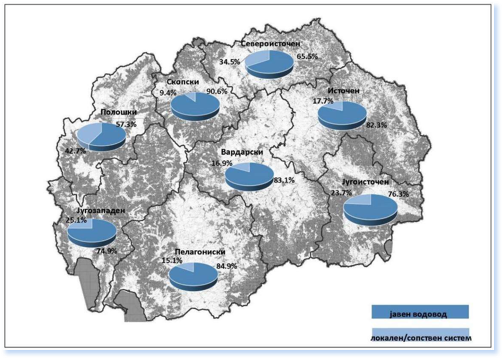 Североисточен
34.5% 65.5%
Скопски
9.4% 90.6%
Источен
17.7%
82.3%
Полошки
57.3%
42.7%
Вардарски
16.9%
83.1%
Југоисточен
23.7% 76.3%
Југозападен
25.1%
74.9%
Пелагониски
15.1% 84.9%
јавен водовод
локален/сопствен систем